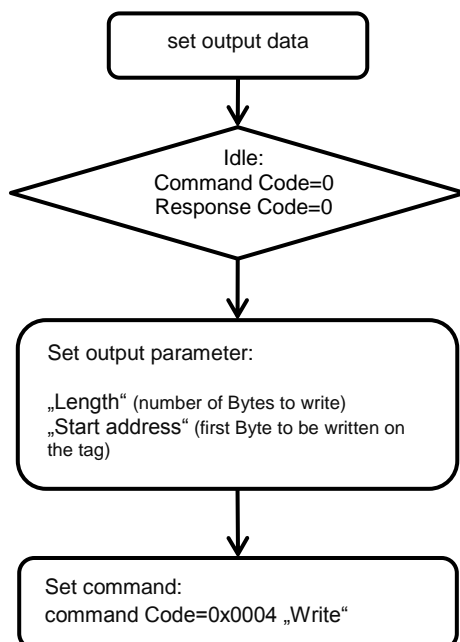 set output data
Idle:
Command Code=0
Response Code=0
Set output parameter:
„Length“ (number of Bytes to write)
„Start address“ (first Byte to be written on
the tag)
Set command:
command Code=0x0004 „Write“